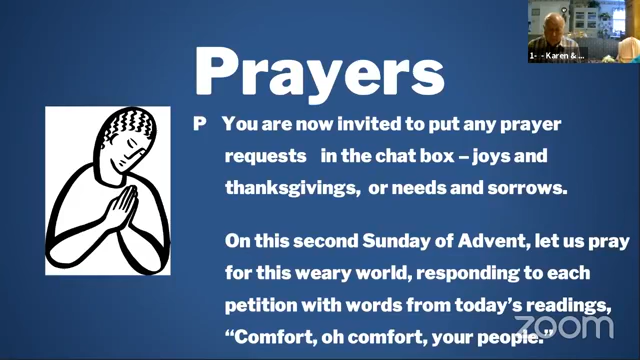 1- - Karen & ...
Prayers
P You are now invited to put any prayer
requests in the chat box – joys and
thanksgivings, or needs and sorrows.
On this second Sunday of Advent, let us pray
for this weary world, responding to each
petition with words from today’s readings,
“Comfort, oh comfort, your people.”
zoom